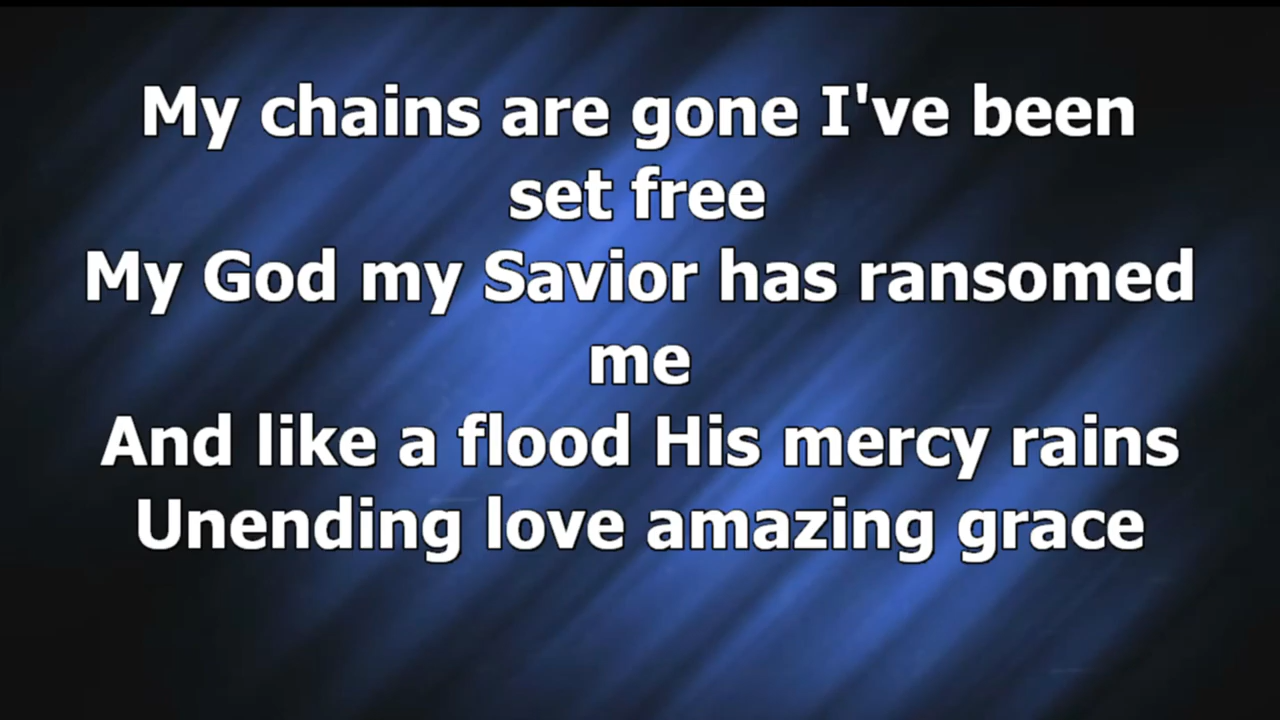 My chains are gone I've been
set free
My God my Savior has ransomed
me
And like a flood His mercy rains
Unending love amazing grace